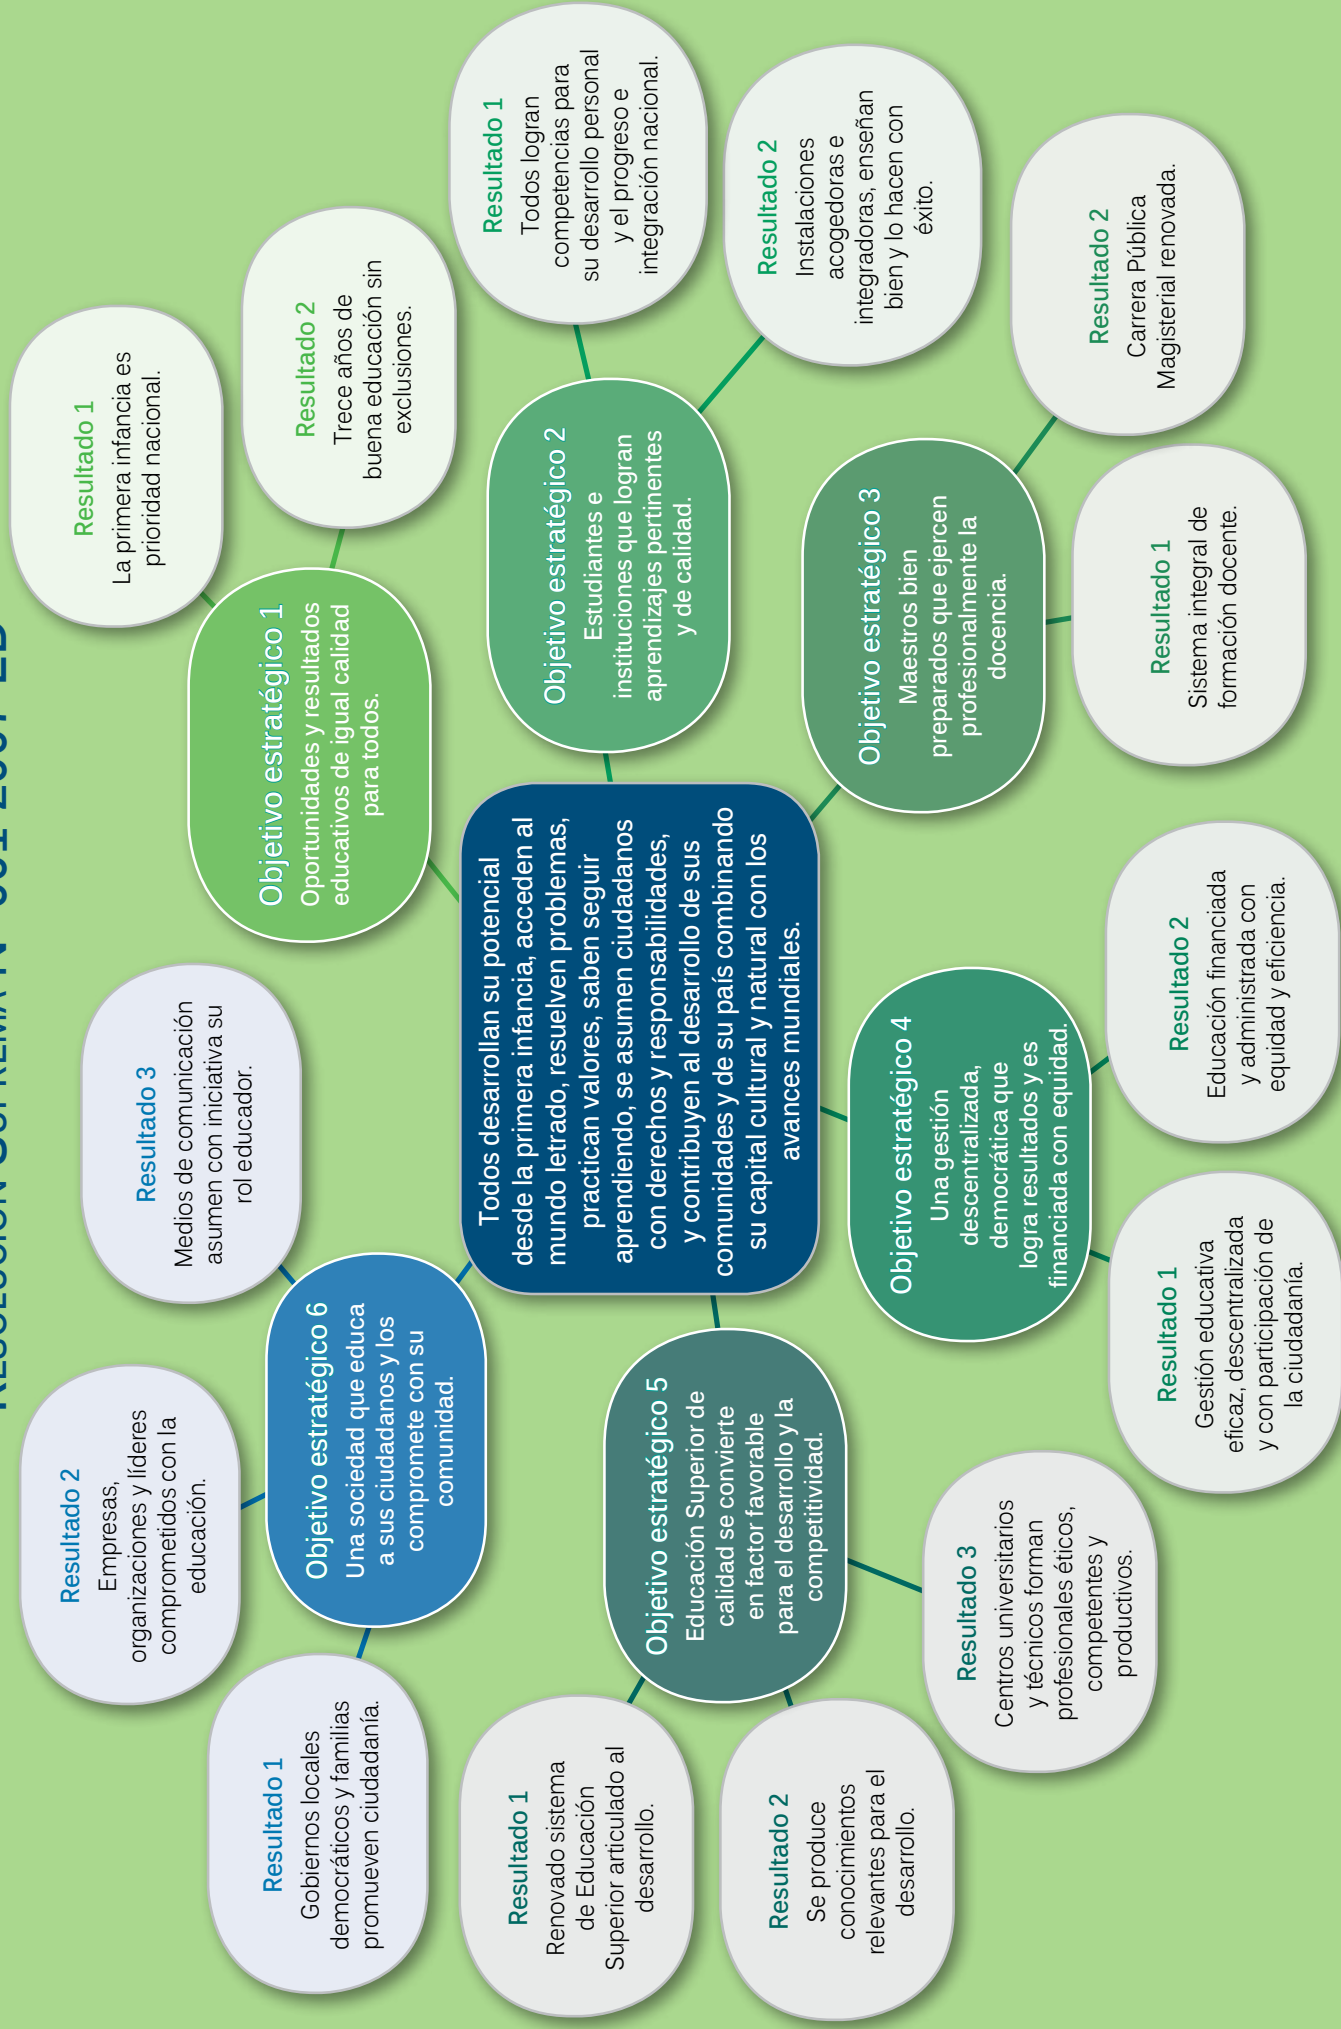 Todos desarrollan su potencial
desde la primera infancia, acceden al
mundo letrado, resuelven problemas,
practican valores, saben seguir
aprendiendo, se asumen ciudadanos
con derechos y responsabilidades,
y contribuyen al desarrollo de sus
comunidades y de su país combinando
su capital cultural y natural con los
avances mundiales.
Objetivo estratégico 1
Oportunidades y resultados
educativos de igual calidad
para todos.
Resultado 1
La primera infancia es
prioridad nacional.
Resultado 2
Trece años de
buena educación sin
exclusiones.
Objetivo estratégico 2
Estudiantes e
instituciones que logran
aprendizajes pertinentes
y de calidad.
Resultado 1
Todos logran
competencias para
su desarrollo personal
y el progreso e
integración nacional.
Resultado 2
Instalaciones
acogedoras e
integradoras, enseñan
bien y lo hacen con
éxito.
Objetivo estratégico 3
Maestros bien
preparados que ejercen
profesionalmente la
docencia.
Resultado 1
Sistema integral de
formación docente.
Resultado 2
Carrera Pública
Magisterial renovada.
Objetivo estratégico 4
Una gestión
descentralizada,
democrática que
logra resultados y es
financiada con equidad.
Resultado 1
Gestión educativa
eficaz, descentralizada
y con participación de
la ciudadanía.
Resultado 2
Educación financiada
y administrada con
equidad y eficiencia.
Objetivo estratégico 5
Educación Superior de
calidad se convierte
en factor favorable
para el desarrollo y la
competitividad.
Resultado 1
Renovado sistema
de Educación
Superior articulado al
desarrollo.
Resultado 2
Se produce
conocimientos
relevantes para el
desarrollo.
Resultado 3
Centros universitarios
y técnicos forman
profesionales éticos,
competentes y
productivos.
Objetivo estratégico 6
Una sociedad que educa
a sus ciudadanos y los
compromete con su
comunidad.
Resultado 1
Gobiernos locales
democráticos y familias
promueven ciudadanía.
Resultado 2
Empresas,
organizaciones y líderes
comprometidos con la
educación.
Resultado 3
Medios de comunicación
asumen con iniciativa su
rol educador.